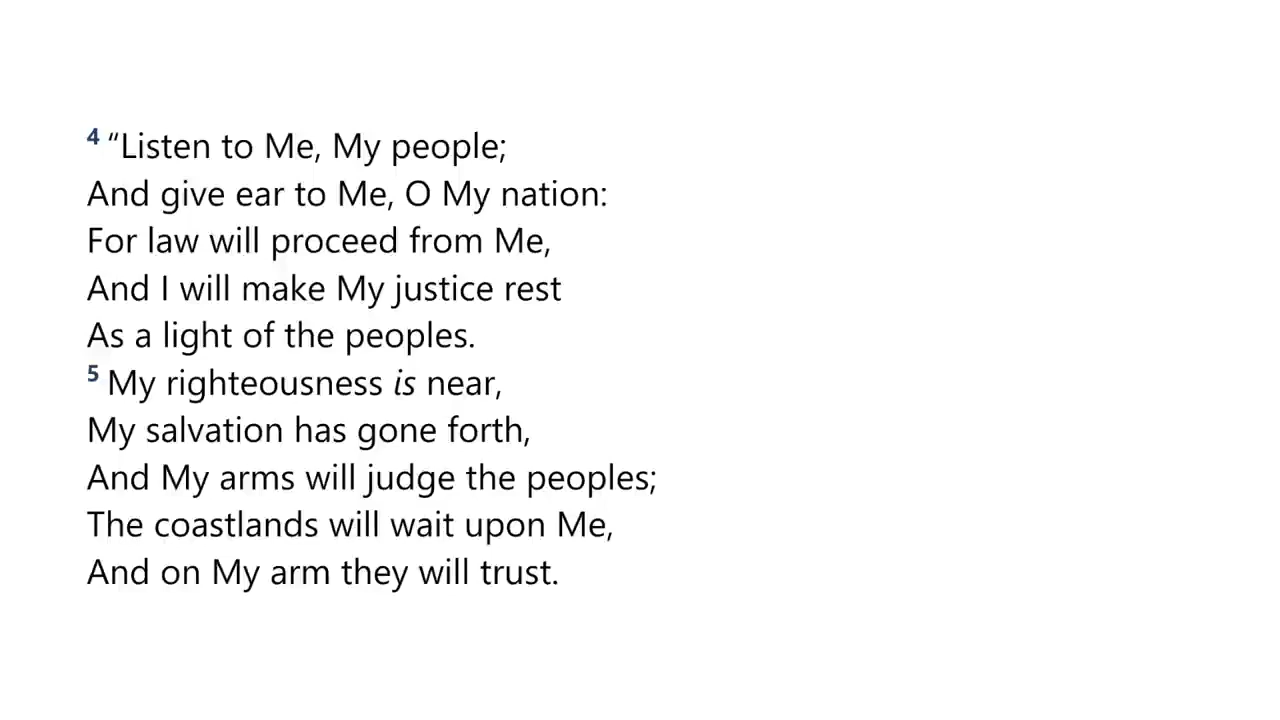 4 “Listen to Me, My people;
And give ear to Me, O My nation:
For law will proceed from Me,
And I will make My justice rest
As a light of the peoples.
5 My righteousness is near,
My salvation has gone forth,
And My arms will judge the peoples;
The coastlands will wait upon Me,
And on My arm they will trust.